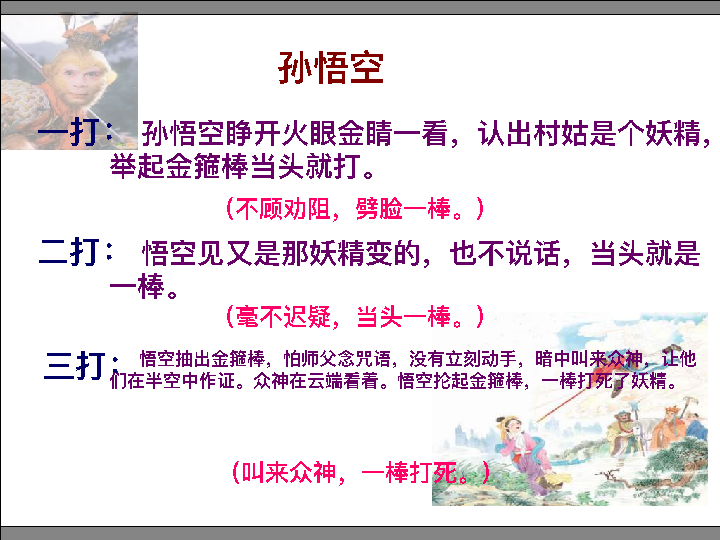 孙悟空
一打： 孙悟空睁开火眼金睛一看，认出村姑是个妖精，
举起金箍棒当头就打。
（不顾劝阻，劈脸一棒。）
二打： 悟空见又是那妖精变的，也不说话，当头就是
一棒。
（毫不迟疑，当头一棒。）
三打： 悟空抽出金箍棒，怕师父念咒语，没有立刻动手，暗中叫来众神，让他
们在半空中作证。众神在云端看着。悟空抡起金箍棒，一棒打死了妖精。
（叫来众神，一棒打死。）